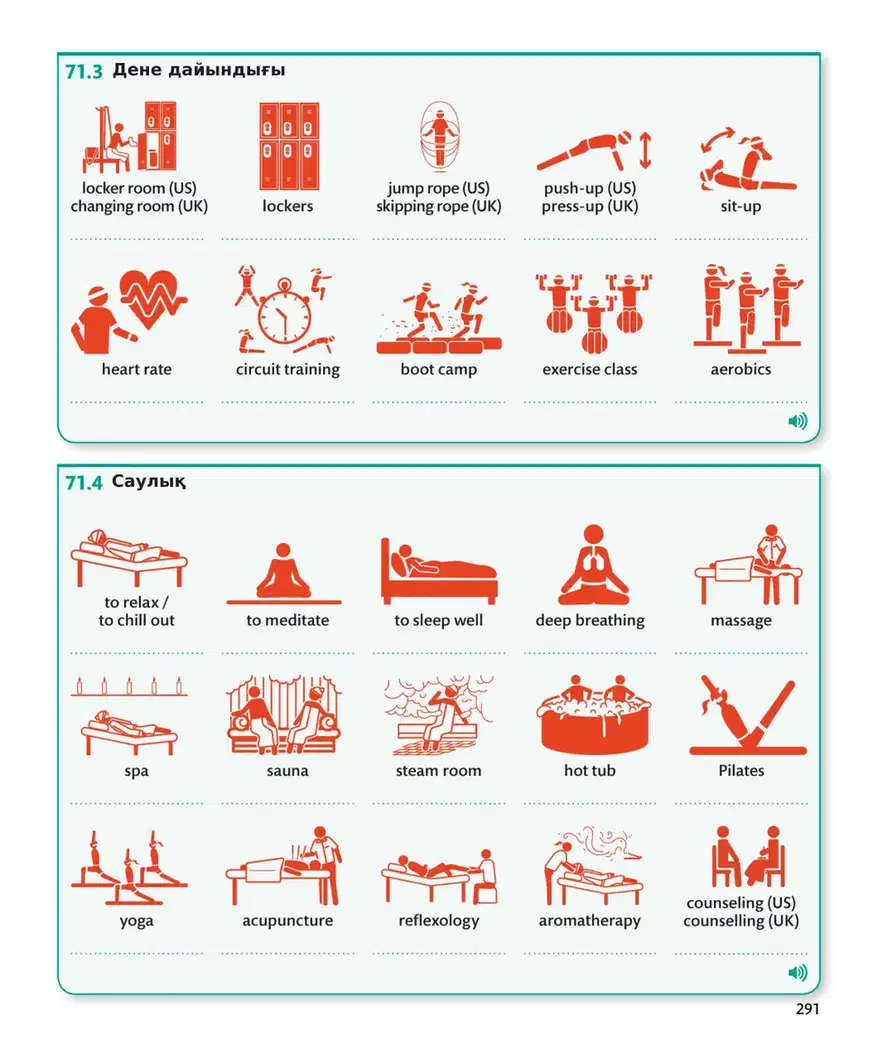 71.3 Дене дайындығы
locker room (US)
changing room (UK)
lockers
jump rope (US)
skipping rope (UK)
push-up (US)
press-up (UK)
sit-up
heart rate
circuit training
boot camp
exercise class
aerobics
71.4 Саулық
to relax /
to chill out
to meditate
to sleep well
deep breathing
massage
spa
sauna
steam room
hot tub
Pilates
yoga
acupuncture
reflexology
aromatherapy
counseling (US)
counselling (UK)
291